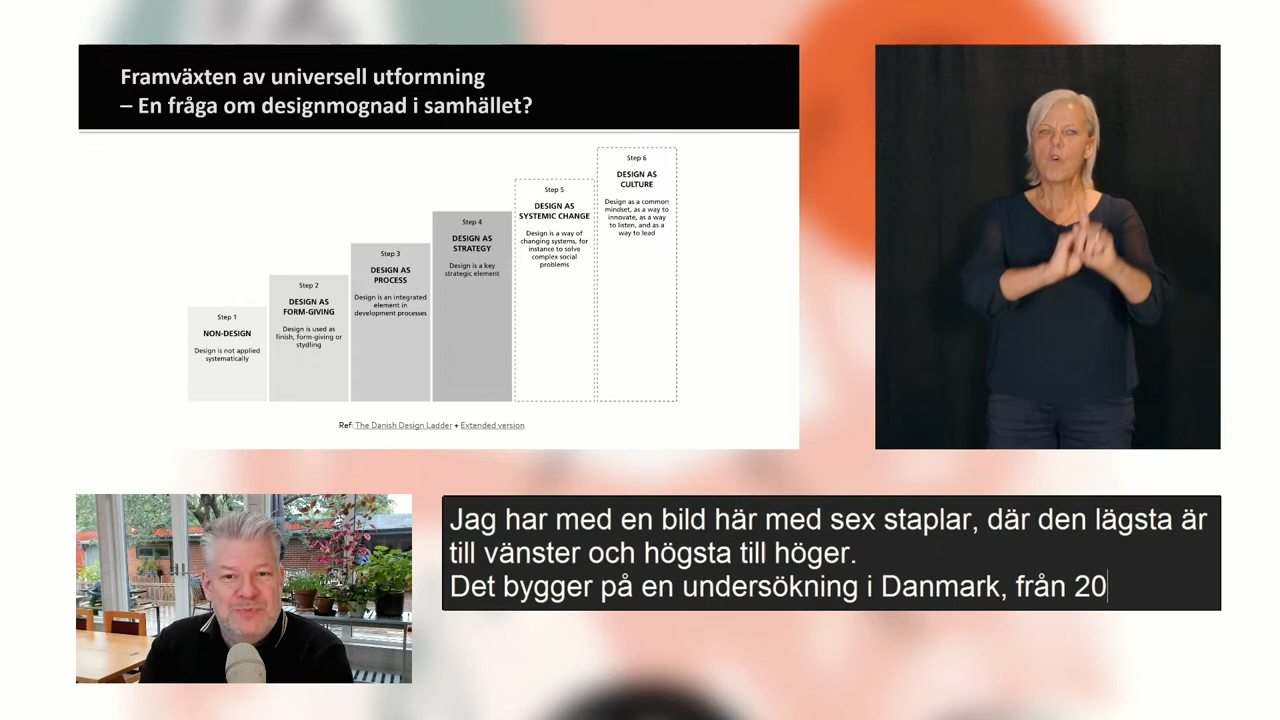 Framväxten av universell utformning
– En fråga om designmognad i samhället?
Step 1
NON-DESIGN
Design is not applied
systematically
Step 2
DESIGN AS
FORM-GIVING
Design is used as
finish, form-giving or
stydling
Step 3
DESIGN AS
PROCESS
Design is an integrated
element in
development processes
Step 4
DESIGN AS
STRATEGY
Design is a key
strategic element
Step 5
DESIGN AS
SYSTEMIC CHANGE
Design is a way of
changing systems, for
instance to solve
complex social
problems
Step 6
DESIGN AS
CULTURE
Design as a common
mindset, as a way to
innovate, as a way
to listen, and as a
way to lead
Ref: The Danish Design Ladder + Extended version
Jag har med en bild här med sex staplar, där den lägsta är
till vänster och högsta till höger.
Det bygger på en undersökning i Danmark, från 20